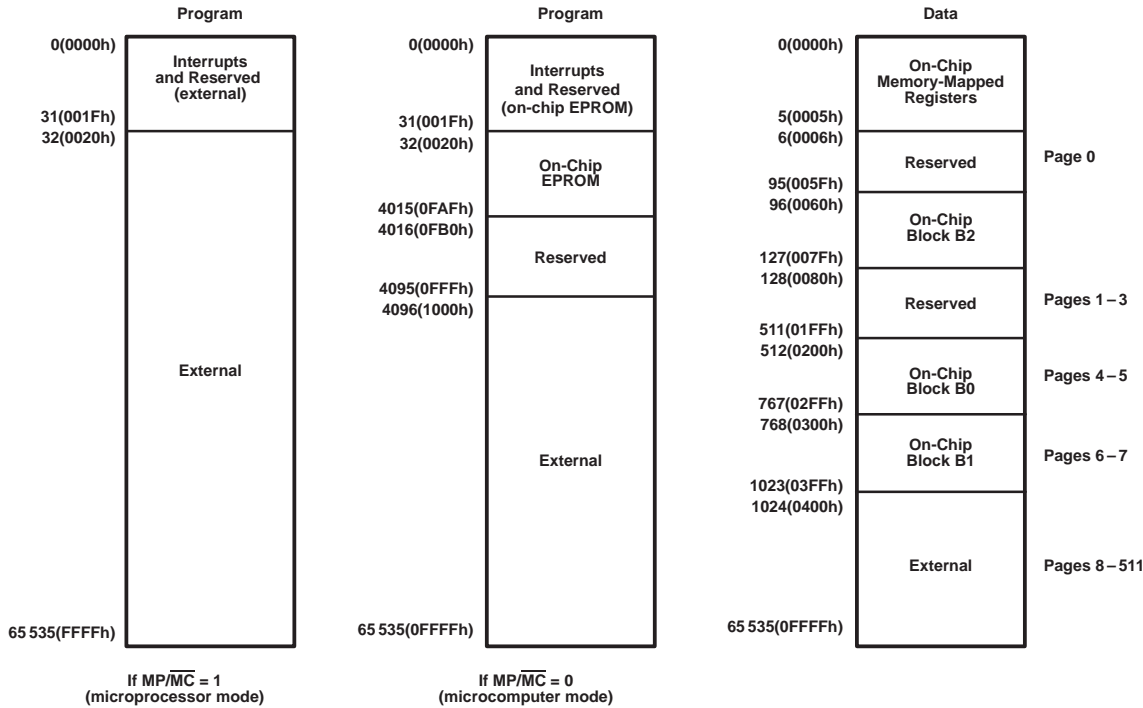 Program
0(0000h)
Interrupts
and Reserved
(external)
31(001Fh)
32(0020h)
External
65 535(FFFFh)
If MP/M̅C̅ = 1
(microprocessor mode)
Program
0(0000h)
Interrupts
and Reserved
(on-chip EPROM)
31(001Fh)
32(0020h)
On-Chip
EPROM
4015(0FAFh)
4016(0FB0h)
Reserved
4095(0FFFh)
4096(1000h)
External
65 535(0FFFFh)
If MP/M̅C̅ = 0
(microcomputer mode)
Data
0(0000h)
On-Chip
Memory-Mapped
Registers
5(0005h)
6(0006h)
Reserved
Page 0
95(005Fh)
96(0060h)
On-Chip
Block B2
127(007Fh)
128(0080h)
Reserved
Pages 1–3
511(01FFh)
512(0200h)
On-Chip
Block B0
Pages 4–5
767(02FFh)
768(0300h)
On-Chip
Block B1
Pages 6–7
1023(03FFh)
1024(0400h)
External
Pages 8–511
65 535(0FFFFh)